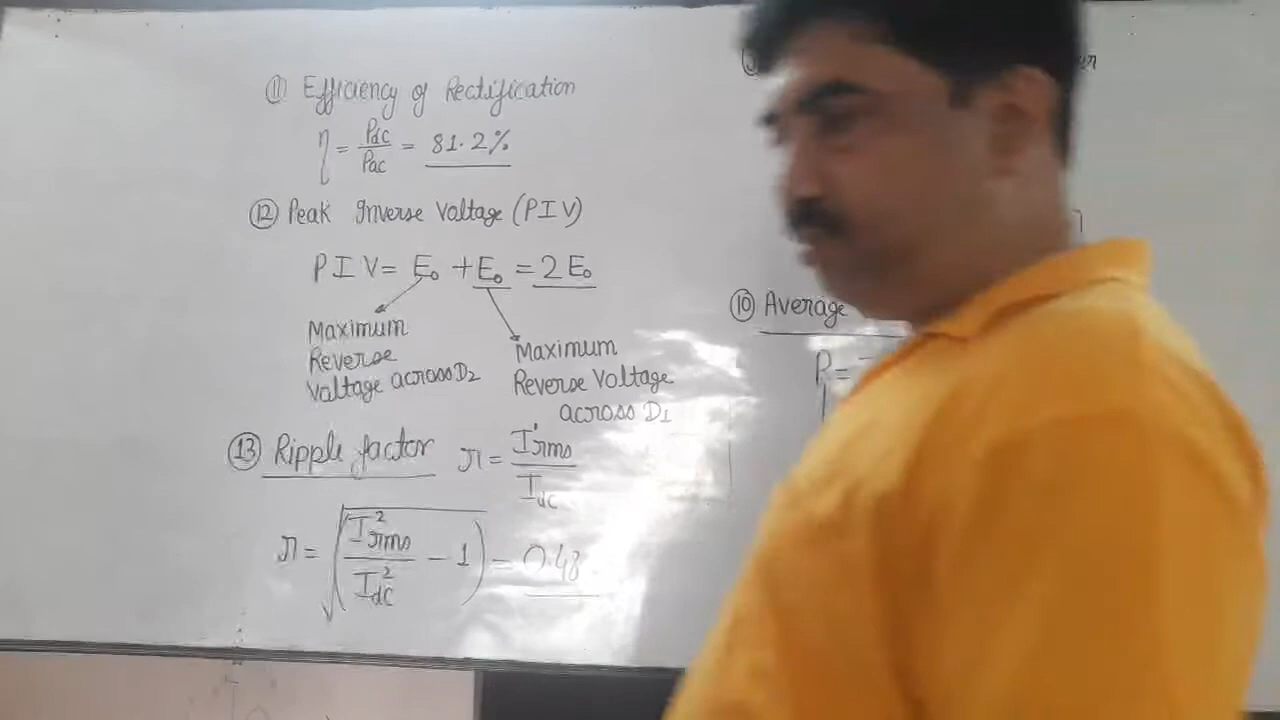 ⑪ Efficiency of Rectification
η = Pdc/Pac = 81.2%
⑫ Peak Inverse Voltage (PIV)
PIV = E₀ + E₀ = 2E₀
Maximum
Reverse
Voltage across D₂
Maximum
Reverse Voltage
across D₁
⑬ Ripple factor r = I'rms/Idc
r = √(I²rms/I²dc - 1) = 0.48
⑩ Average
P =